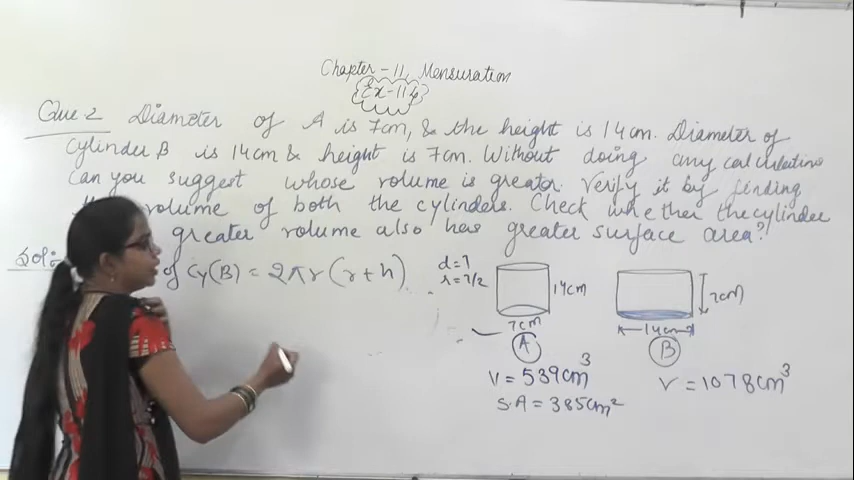 Chapter - 11, Mensuration
Ex - 11.4
Que 2 Diameter of A is 7cm, & the height is 14cm. Diameter of
cylinder B is 14cm & height is 7cm. Without doing any calculations
can you suggest whose volume is greater. Verify it by finding
volume of both the cylinders. Check whether the cylinder
greater volume also has greater surface area?
Sol:-
of Cy(B) = 2πr(r+h)
d=7
r=7/2
14cm
7cm
A
7cm
14cm
B
V = 539cm³
S.A = 385cm²
V = 1078cm³